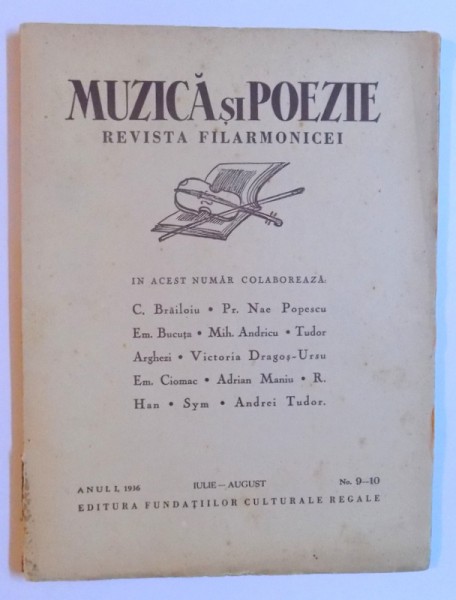 MUZICĂ ȘI POEZIE
REVISTA FILARMONICEI
IN ACEST NUMĂR COLABOREAZĂ:
C. Brăiloiu • Pr. Nae Popescu
Em. Bucuța • Mih. Andricu • Tudor
Arghezi • Victoria Dragoș-Urzu
Em. Ciomac • Adrian Maniu • R.
Han • Sym • Andrei Tudor.
ANUL I, 1936 IULIE — AUGUST No. 9—10
EDITURA FUNDAȚIILOR CULTURALE REGALE